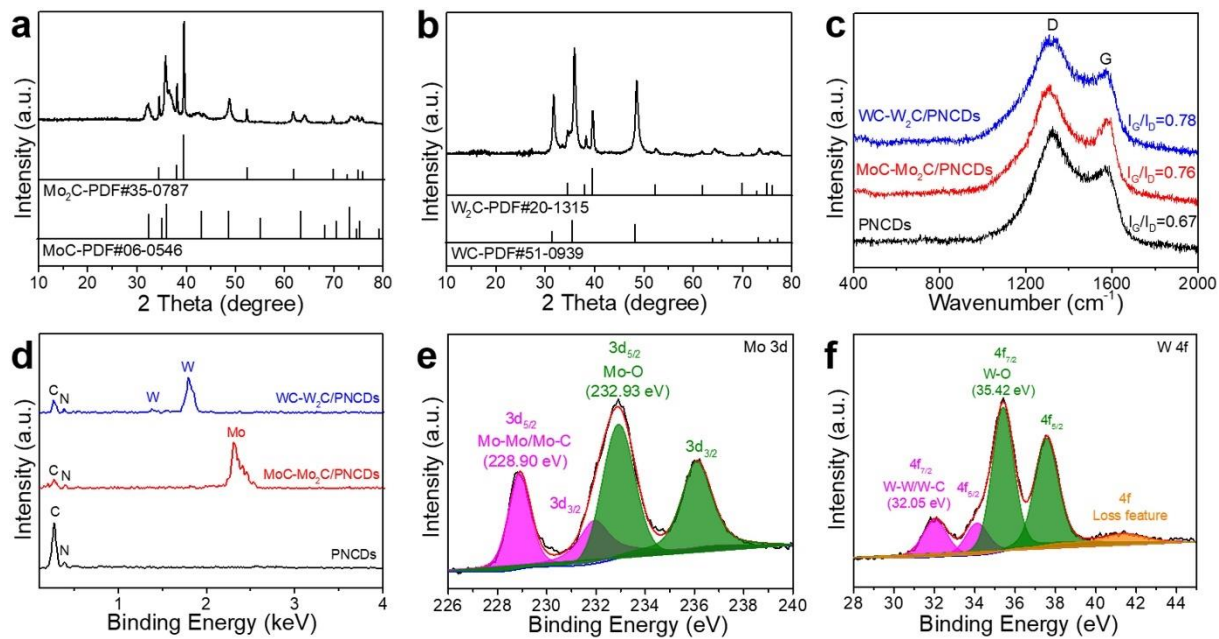 a
Intensity (a.u.)
Mo₂C-PDF#35-0787
MoC-PDF#06-0546
10 20 30 40 50 60 70 80
2 Theta (degree)
b
Intensity (a.u.)
W₂C-PDF#20-1315
WC-PDF#51-0939
10 20 30 40 50 60 70 80
2 Theta (degree)
c
Intensity (a.u.)
D
G
WC-W₂C/PNCDs
I_G/I_D=0.78
MoC-Mo₂C/PNCDs
I_G/I_D=0.76
PNCDs
I_G/I_D=0.67
400 800 1200 1600 2000
Wavenumber (cm⁻¹)
d
Intensity (a.u.)
C
N
W
W
WC-W₂C/PNCDs
C
N
Mo
MoC-Mo₂C/PNCDs
C
N
PNCDs
1 2 3 4
Binding Energy (keV)
e
Mo 3d
Intensity (a.u.)
3d₅/₂
Mo-O
(232.93 eV)
3d₅/₂
Mo-Mo/Mo-C
(228.90 eV)
3d₃/₂
3d₃/₂
226 228 230 232 234 236 238 240
Binding Energy (eV)
f
W 4f
Intensity (a.u.)
4f₇/₂
W-O
(35.42 eV)
4f₅/₂
4f₇/₂
W-W/W-C
(32.05 eV)
4f₅/₂
4f
Loss feature
28 30 32 34 36 38 40 42 44
Binding Energy (eV)